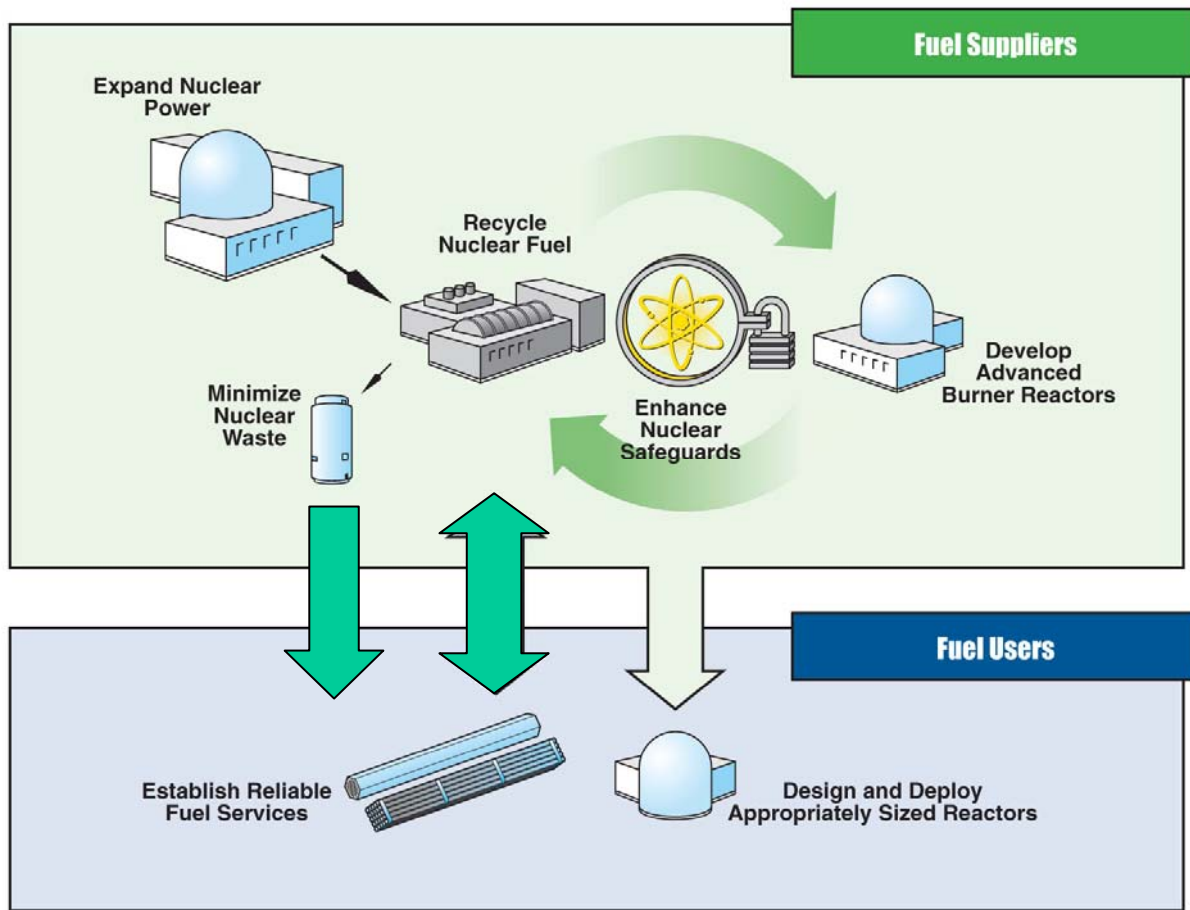 Fuel Suppliers
Expand Nuclear
Power
Recycle
Nuclear Fuel
Develop
Advanced
Burner Reactors
Minimize
Nuclear
Waste
Enhance
Nuclear
Safeguards
Fuel Users
Establish Reliable
Fuel Services
Design and Deploy
Appropriately Sized Reactors